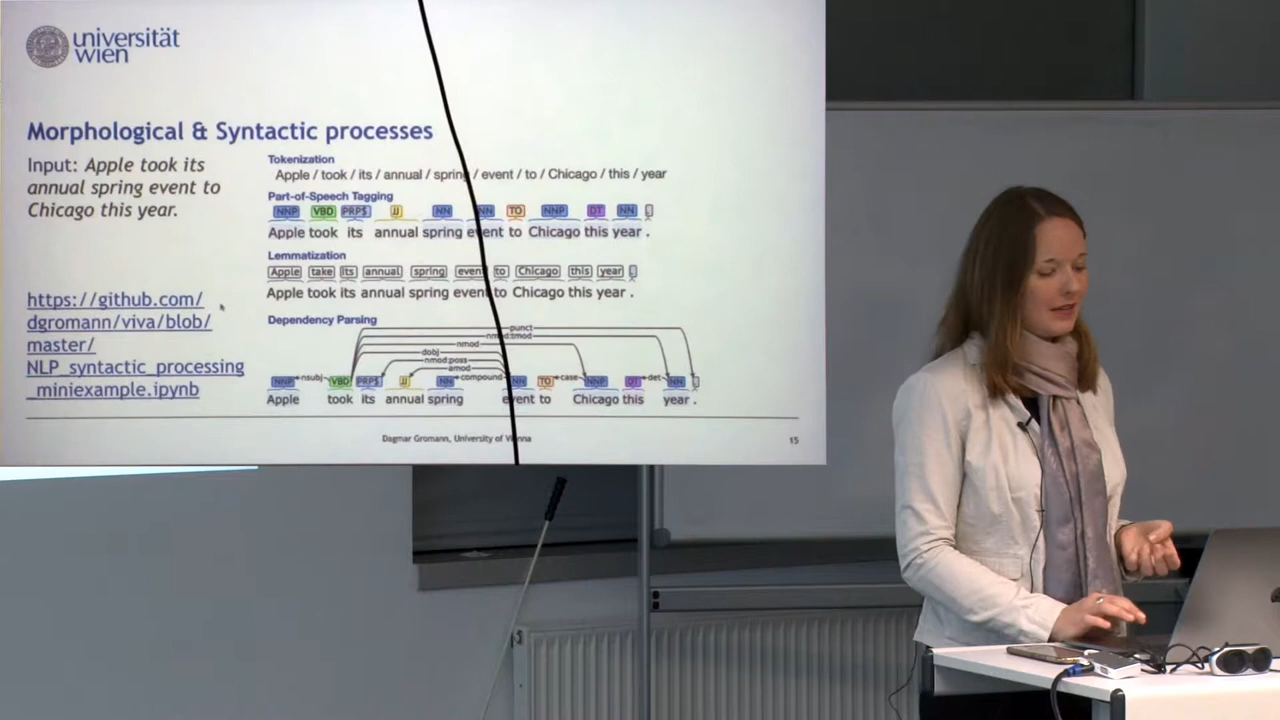 universität
wien
Morphological & Syntactic processes
Input: Apple took its
annual spring event to
Chicago this year.
https://github.com/
dgromann/viva/blob/
master/
NLP_syntactic_processing
_miniexample.ipynb
Tokenization
Apple / took / its / annual / spring / event / to / Chicago / this / year
Part-of-Speech Tagging
NNP VBD PRP$ JJ NN NN TO NNP DT NN .
Apple took its annual spring event to Chicago this year .
Lemmatization
Apple take its annual spring event to Chicago this year .
Apple took its annual spring event to Chicago this year .
Dependency Parsing
punct
nmod:tmod
nmod
dobj
nmod:poss
amod
NNP nsubj VBD PRP$ JJ NN compound NN TO case NNP DT det NN .
Apple took its annual spring event to Chicago this year .
Dagmar Gromann, University of Vienna
15